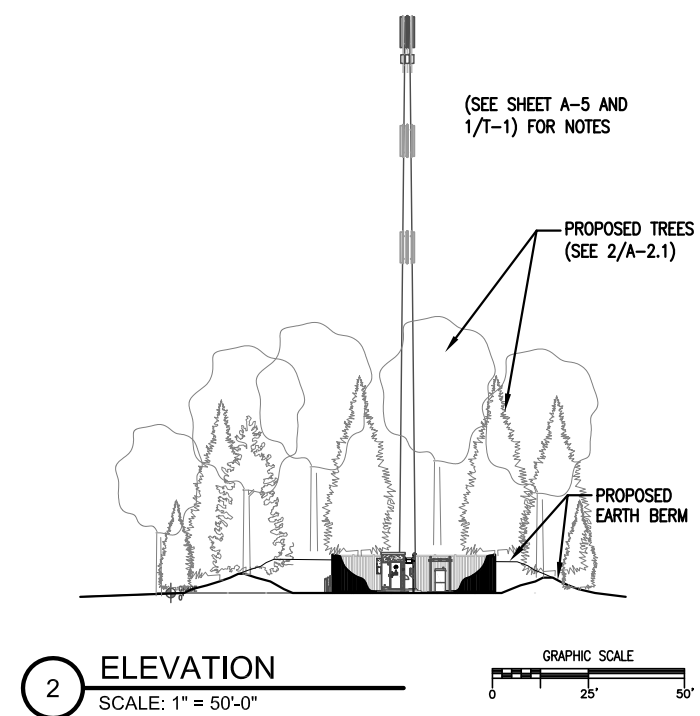 (SEE SHEET A-5 AND
1/T-1) FOR NOTES
PROPOSED TREES
(SEE 2/A-2.1)
PROPOSED
EARTH BERM
2
ELEVATION
SCALE: 1" = 50'-0"
GRAPHIC SCALE
0 25' 50'